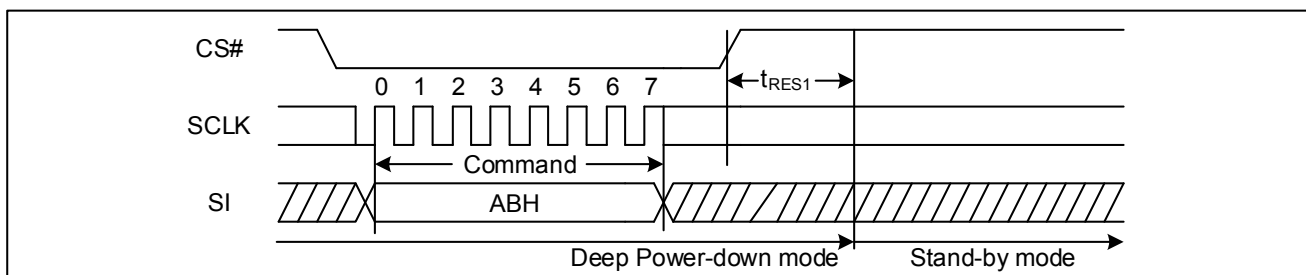 CS#
tRES1
0 1 2 3 4 5 6 7
SCLK
Command
SI
ABH
Deep Power-down mode Stand-by mode